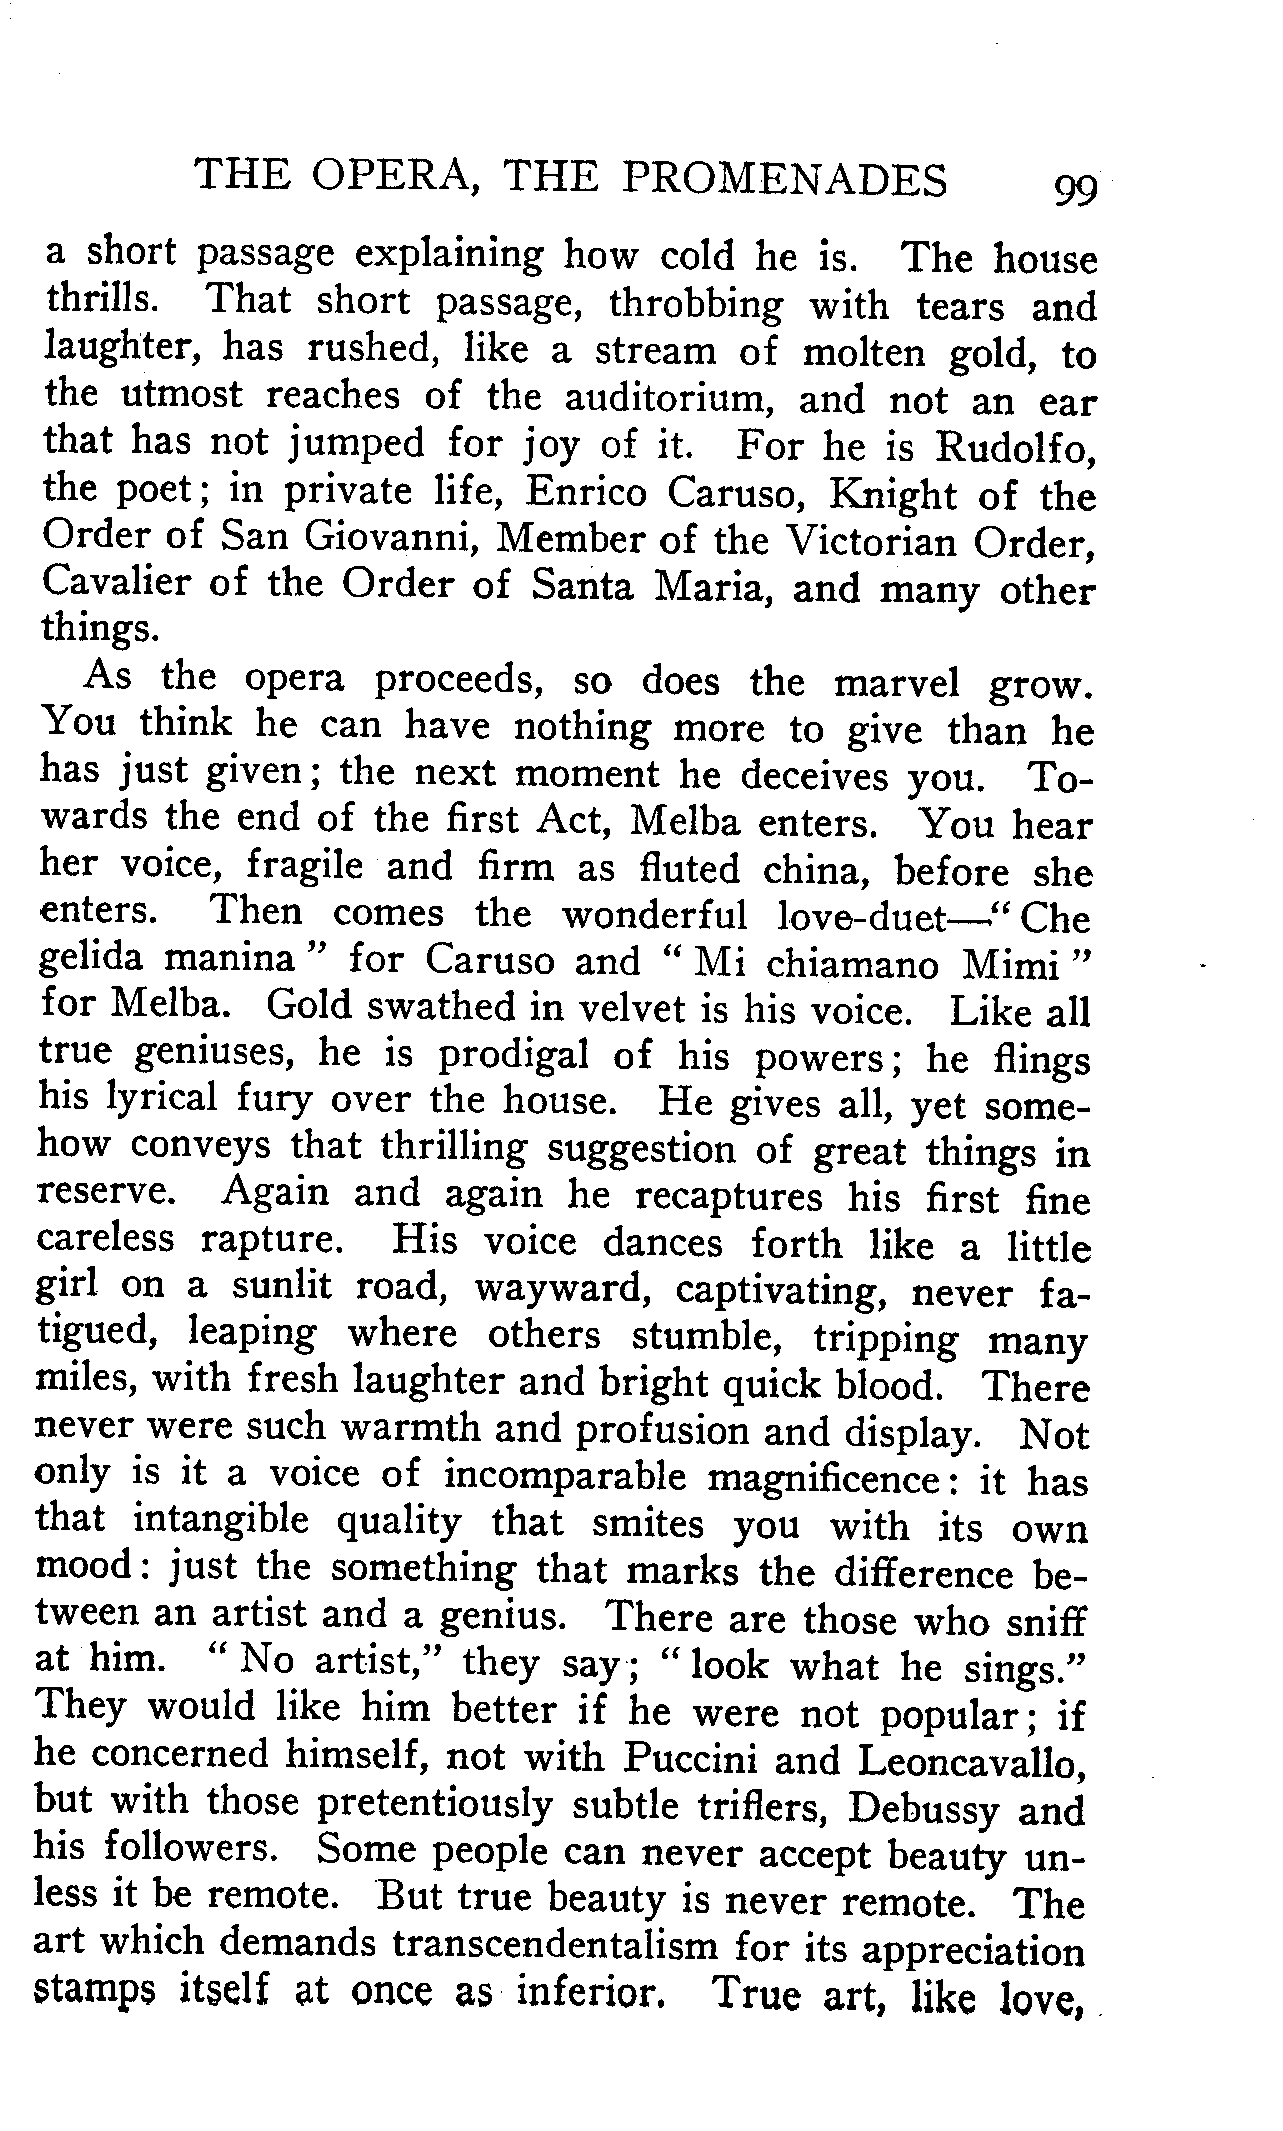 THE OPERA, THE PROMENADES 99
a short passage explaining how cold he is. The house
thrills. That short passage, throbbing with tears and
laughter, has rushed, like a stream of molten gold, to
the utmost reaches of the auditorium, and not an ear
that has not jumped for joy of it. For he is Rudolfo,
the poet; in private life, Enrico Caruso, Knight of the
Order of San Giovanni, Member of the Victorian Order,
Cavalier of the Order of Santa Maria, and many other
things.
As the opera proceeds, so does the marvel grow.
You think he can have nothing more to give than he
has just given; the next moment he deceives you. To-
wards the end of the first Act, Melba enters. You hear
her voice, fragile and firm as fluted china, before she
enters. Then comes the wonderful love-duet—“ Che
gelida manina ” for Caruso and “ Mi chiamano Mimi ”
for Melba. Gold swathed in velvet is his voice. Like all
true geniuses, he is prodigal of his powers; he flings
his lyrical fury over the house. He gives all, yet some-
how conveys that thrilling suggestion of great things in
reserve. Again and again he recaptures his first fine
careless rapture. His voice dances forth like a little
girl on a sunlit road, wayward, captivating, never fa-
tigued, leaping where others stumble, tripping many
miles, with fresh laughter and bright quick blood. There
never were such warmth and profusion and display. Not
only is it a voice of incomparable magnificence: it has
that intangible quality that smites you with its own
mood: just the something that marks the difference be-
tween an artist and a genius. There are those who sniff
at him. “ No artist,” they say; “ look what he sings.”
They would like him better if he were not popular; if
he concerned himself, not with Puccini and Leoncavallo,
but with those pretentiously subtle triflers, Debussy and
his followers. Some people can never accept beauty un-
less it be remote. But true beauty is never remote. The
art which demands transcendentalism for its appreciation
stamps itself at once as inferior. True art, like love,